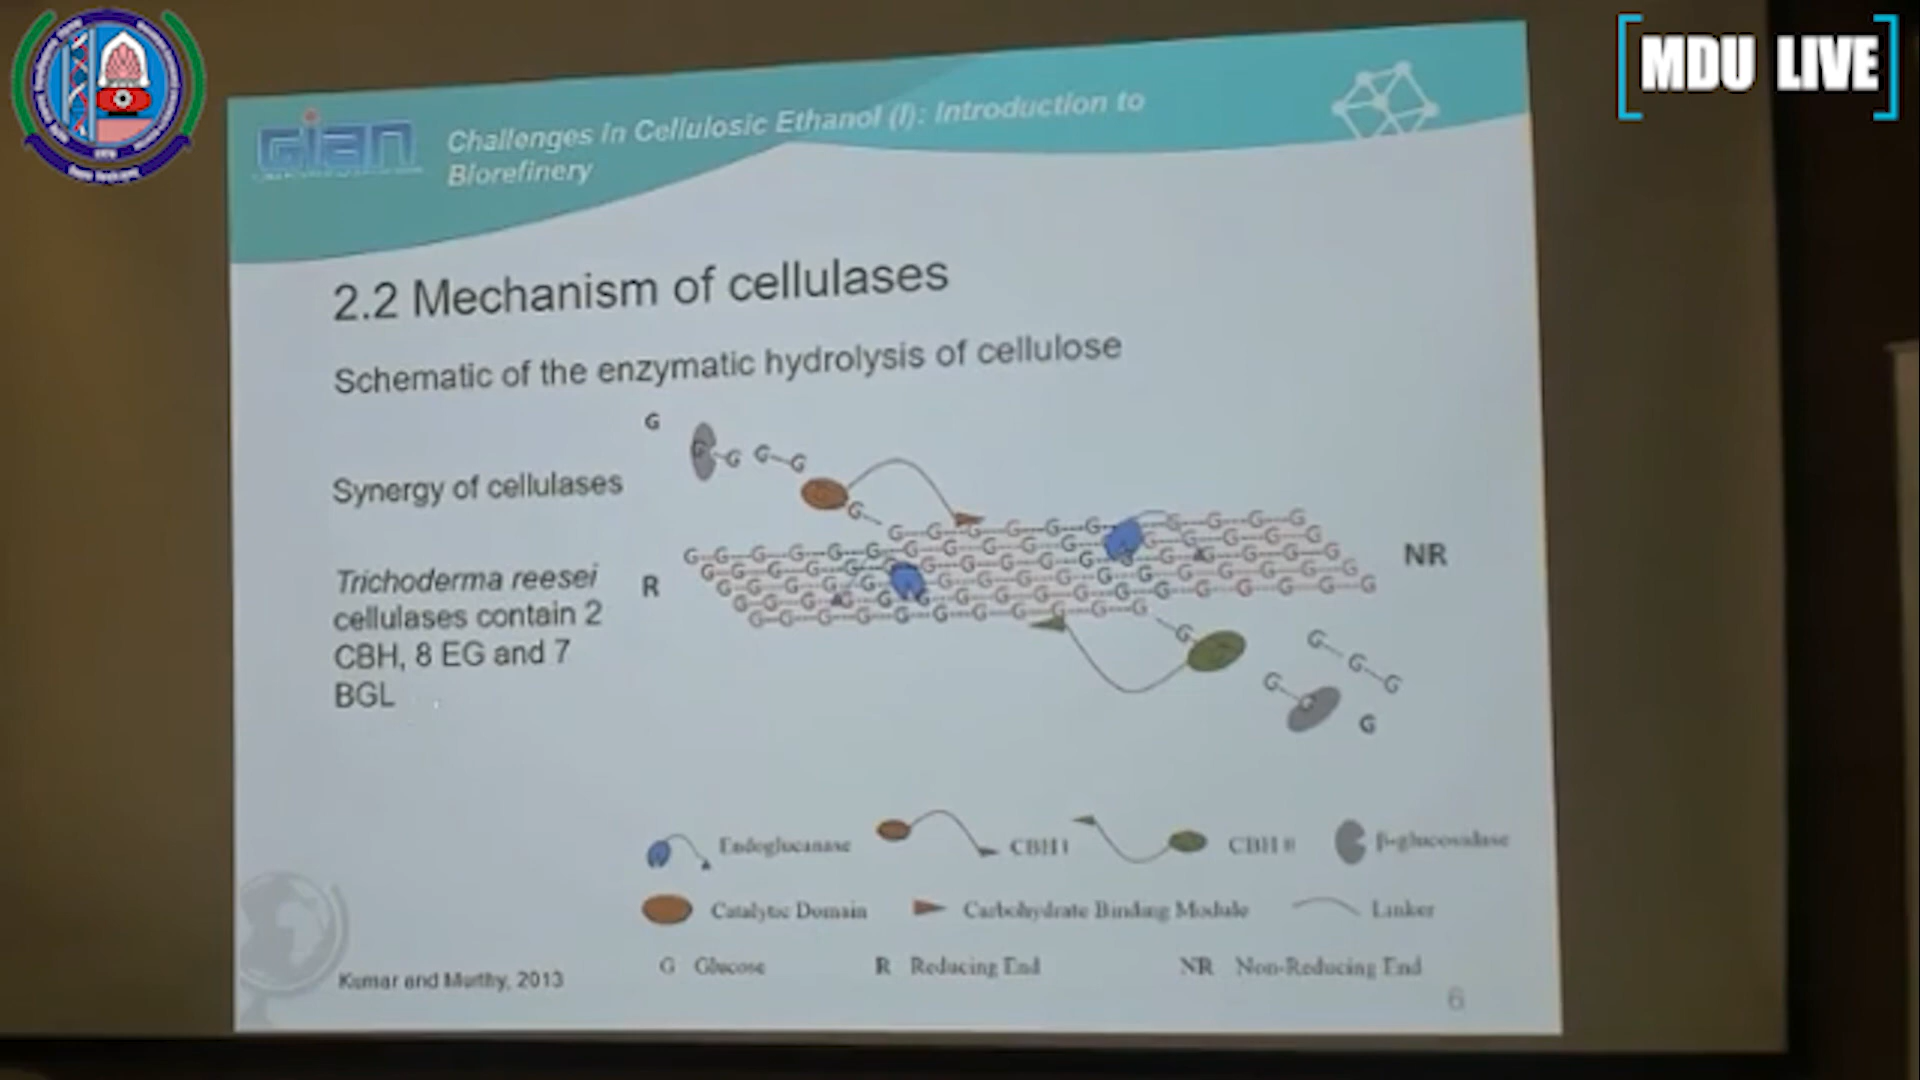 MDU LIVE
GIAN
Challenges in Cellulosic Ethanol (I): Introduction to
Biorefinery
2.2 Mechanism of cellulases
Schematic of the enzymatic hydrolysis of cellulose
Synergy of cellulases
Trichoderma reesei
cellulases contain 2
CBH, 8 EG and 7
BGL
G
G-G G-G
G
R
NR
G
G-G-G
G-G
G
Endoglucanase CBH I CBH II β-glucosidase
Catalytic Domain Carbohydrate Binding Module Linker
G Glucose R Reducing End NR Non-Reducing End
Kumar and Murthy, 2013
6